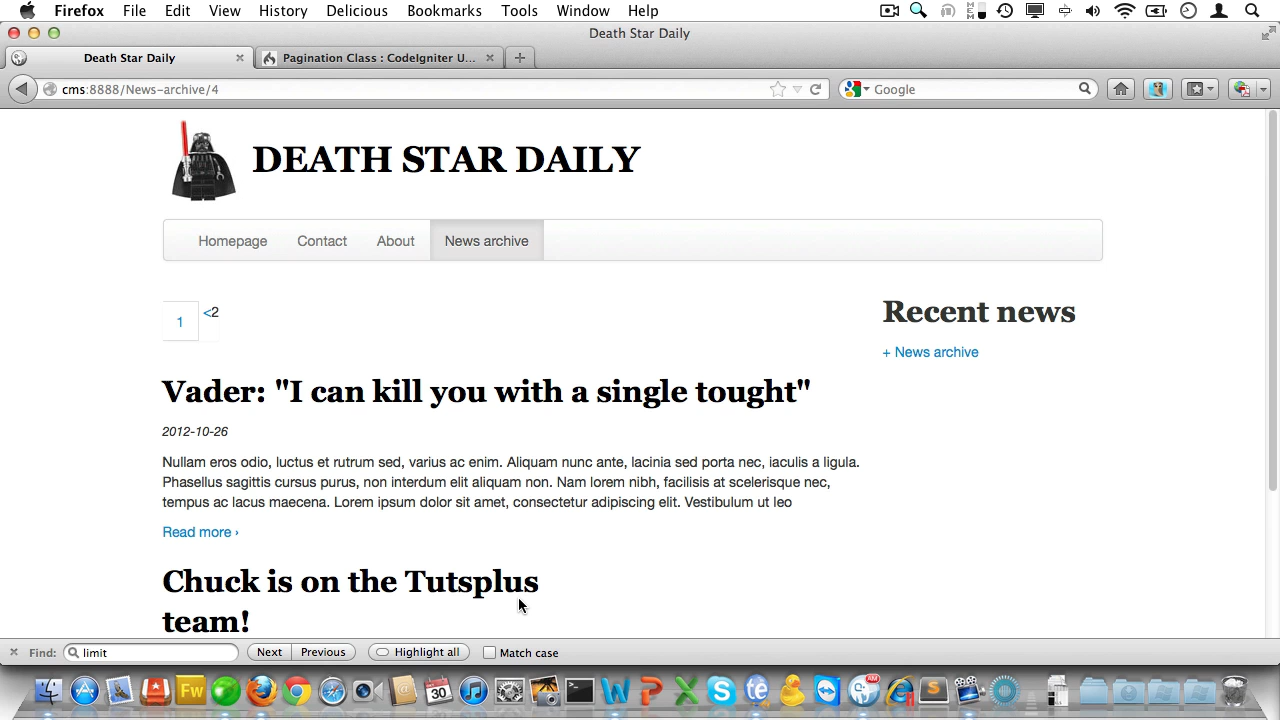 Firefox File Edit View History Delicious Bookmarks Tools Window Help
Death Star Daily
Death Star Daily Pagination Class : CodeIgniter U...
cms:8888/News-archive/4 Google
DEATH STAR DAILY
Homepage Contact About News archive
1 <2
Recent news
+ News archive
Vader: "I can kill you with a single tought"
2012-10-26
Nullam eros odio, luctus et rutrum sed, varius ac enim. Aliquam nunc ante, lacinia sed porta nec, iaculis a ligula.
Phasellus sagittis cursus purus, non interdum elit aliquam non. Nam lorem nibh, facilisis at scelerisque nec,
tempus ac lacus maecena. Lorem ipsum dolor sit amet, consectetur adipiscing elit. Vestibulum ut leo
Read more ›
Chuck is on the Tutsplus
team!
Find: limit Next Previous Highlight all Match case
Fw 30 W P X S te AM S